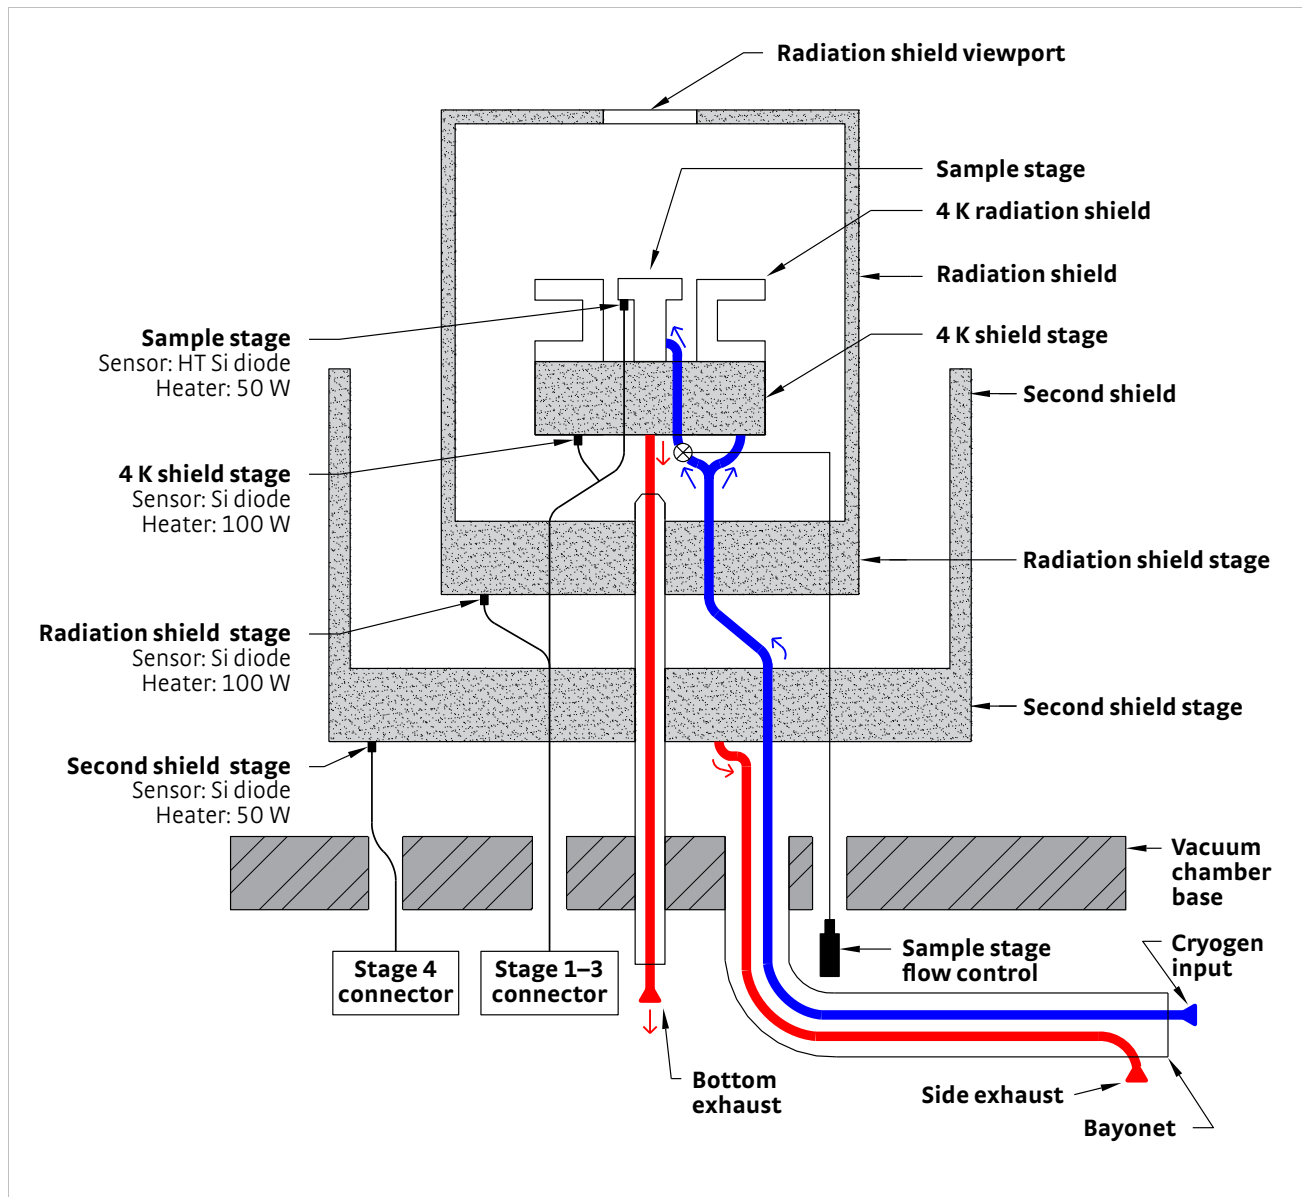 Radiation shield viewport
Sample stage
4 K radiation shield
Radiation shield
4 K shield stage
Second shield
Radiation shield stage
Second shield stage
Sample stage
Sensor: HT Si diode
Heater: 50 W
4 K shield stage
Sensor: Si diode
Heater: 100 W
Radiation shield stage
Sensor: Si diode
Heater: 100 W
Second shield stage
Sensor: Si diode
Heater: 50 W
Vacuum
chamber
base
Stage 4
connector
Stage 1–3
connector
Sample stage
flow control
Cryogen
input
Bottom
exhaust
Side exhaust
Bayonet